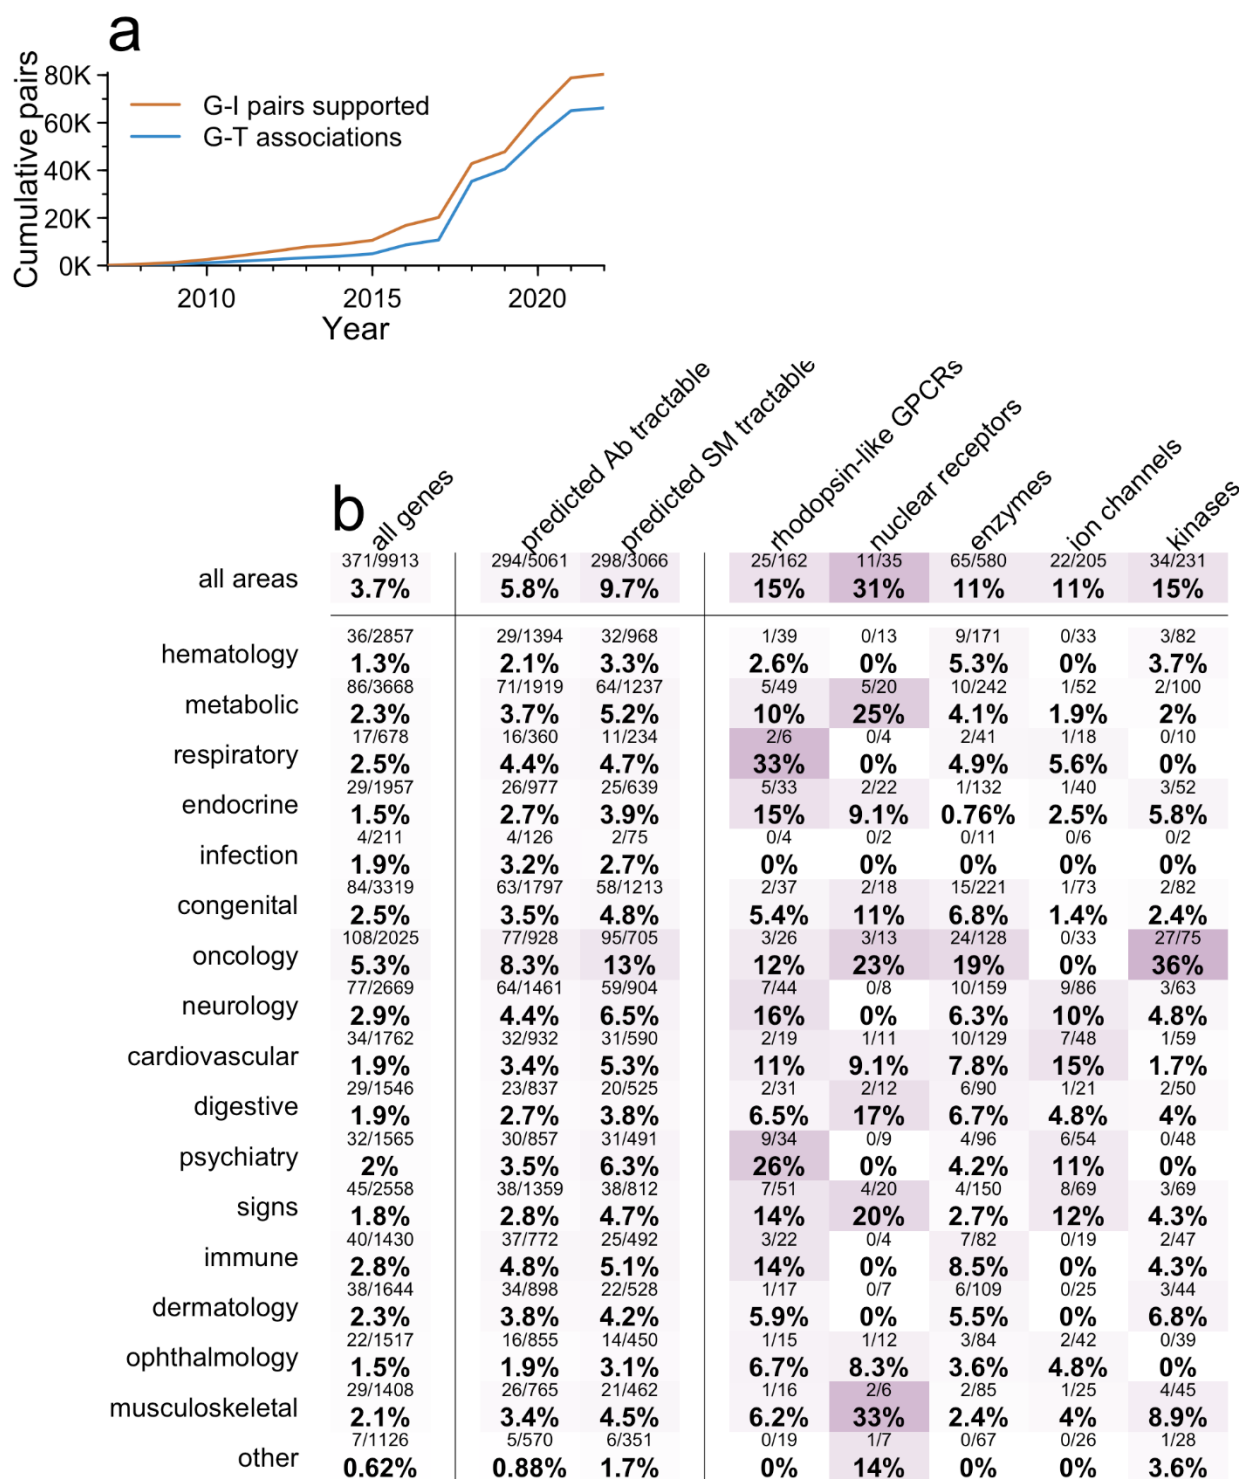 a
Cumulative pairs
80K
60K
40K
20K
0K
G-I pairs supported
G-T associations
2010 2015 2020
Year
b
all genes
predicted Ab tractable
predicted SM tractable
rhodopsin-like GPCRs
nuclear receptors
enzymes
ion channels
kinases
371/9913 294/5061 298/3066 25/162 11/35 65/580 22/205 34/231
all areas 3.7% 5.8% 9.7% 15% 31% 11% 11% 15%
36/2857 29/1394 32/968 1/39 0/13 9/171 0/33 3/82
hematology 1.3% 2.1% 3.3% 2.6% 0% 5.3% 0% 3.7%
86/3668 71/1919 64/1237 5/49 5/20 10/242 1/52 2/100
metabolic 2.3% 3.7% 5.2% 10% 25% 4.1% 1.9% 2%
17/678 16/360 11/234 2/6 0/4 2/41 1/18 0/10
respiratory 2.5% 4.4% 4.7% 33% 0% 4.9% 5.6% 0%
29/1957 26/977 25/639 5/33 2/22 1/132 1/40 3/52
endocrine 1.5% 2.7% 3.9% 15% 9.1% 0.76% 2.5% 5.8%
4/211 4/126 2/75 0/4 0/2 0/11 0/6 0/2
infection 1.9% 3.2% 2.7% 0% 0% 0% 0% 0%
84/3319 63/1797 58/1213 2/37 2/18 15/221 1/73 2/82
congenital 2.5% 3.5% 4.8% 5.4% 11% 6.8% 1.4% 2.4%
108/2025 77/928 95/705 3/26 3/13 24/128 0/33 27/75
oncology 5.3% 8.3% 13% 12% 23% 19% 0% 36%
77/2669 64/1461 59/904 7/44 0/8 10/159 9/86 3/63
neurology 2.9% 4.4% 6.5% 16% 0% 6.3% 10% 4.8%
34/1762 32/932 31/590 2/19 1/11 10/129 7/48 1/59
cardiovascular 1.9% 3.4% 5.3% 11% 9.1% 7.8% 15% 1.7%
29/1546 23/837 20/525 2/31 2/12 6/90 1/21 2/50
digestive 1.9% 2.7% 3.8% 6.5% 17% 6.7% 4.8% 4%
32/1565 30/857 31/491 9/34 0/9 4/96 6/54 0/48
psychiatry 2% 3.5% 6.3% 26% 0% 4.2% 11% 0%
45/2558 38/1359 38/812 7/51 4/20 4/150 8/69 3/69
signs 1.8% 2.8% 4.7% 14% 20% 2.7% 12% 4.3%
40/1430 37/772 25/492 3/22 0/4 7/82 0/19 2/47
immune 2.8% 4.8% 5.1% 14% 0% 8.5% 0% 4.3%
38/1644 34/898 22/528 1/17 0/7 6/109 0/25 3/44
dermatology 2.3% 3.8% 4.2% 5.9% 0% 5.5% 0% 6.8%
22/1517 16/855 14/450 1/15 1/12 3/84 2/42 0/39
ophthalmology 1.5% 1.9% 3.1% 6.7% 8.3% 3.6% 4.8% 0%
29/1408 26/765 21/462 1/16 2/6 2/85 1/25 4/45
musculoskeletal 2.1% 3.4% 4.5% 6.2% 33% 2.4% 4% 8.9%
7/1126 5/570 6/351 0/19 1/7 0/67 0/26 1/28
other 0.62% 0.88% 1.7% 0% 14% 0% 0% 3.6%